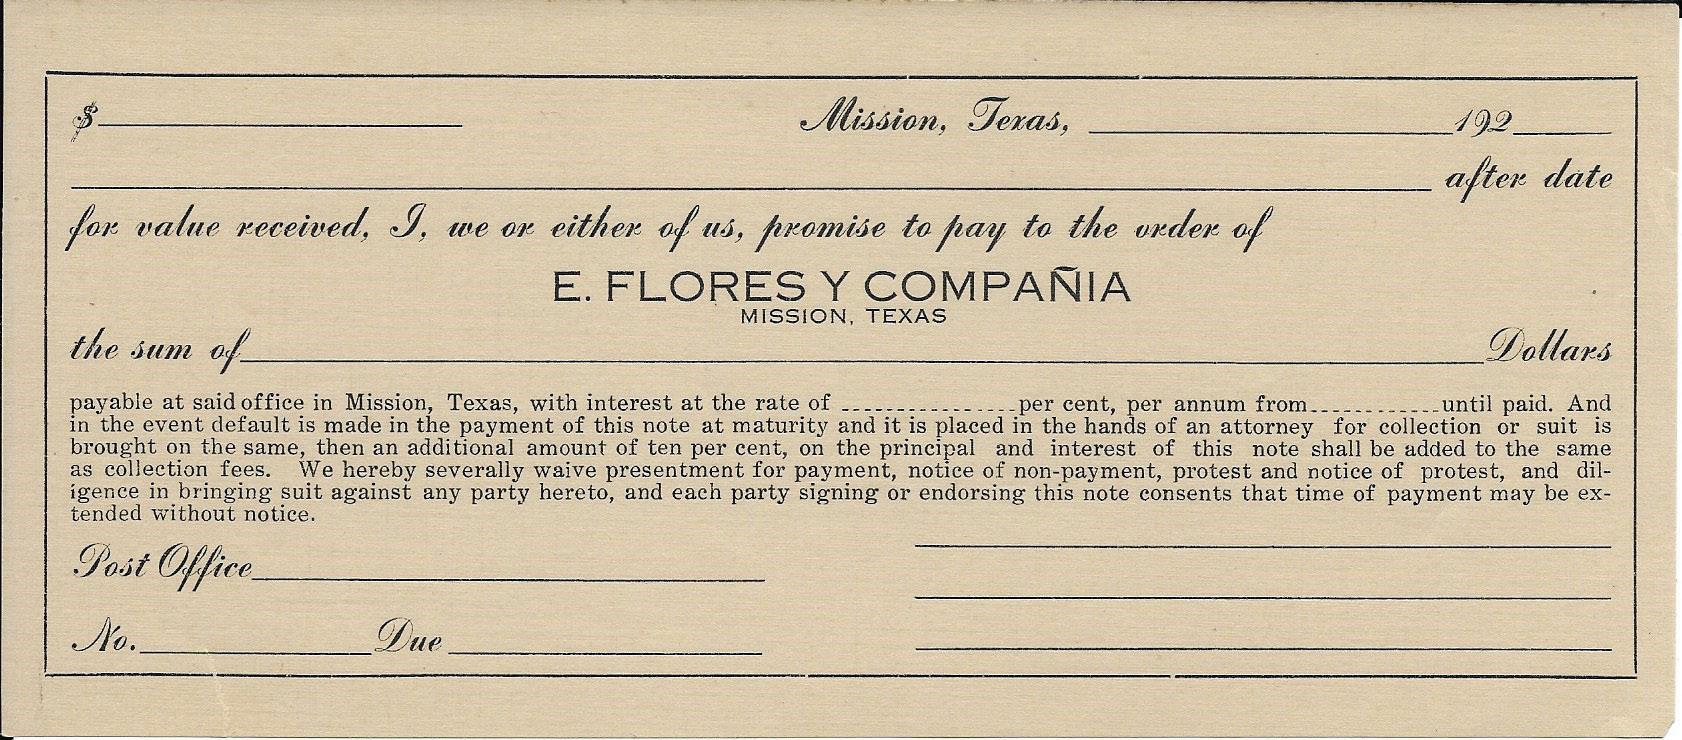 $ Mission, Texas, 192
after date
for value received, I, we or either of us, promise to pay to the order of
E. FLORES Y COMPAÑIA
MISSION, TEXAS
the sum of Dollars
payable at said office in Mission, Texas, with interest at the rate of ................ per cent, per annum from ............ until paid. And
in the event default is made in the payment of this note at maturity and it is placed in the hands of an attorney for collection or suit is
brought on the same, then an additional amount of ten per cent, on the principal and interest of this note shall be added to the same
as collection fees. We hereby severally waive presentment for payment, notice of non-payment, protest and notice of protest, and dil-
igence in bringing suit against any party hereto, and each party signing or endorsing this note consents that time of payment may be ex-
tended without notice.
Post Office
No. Due